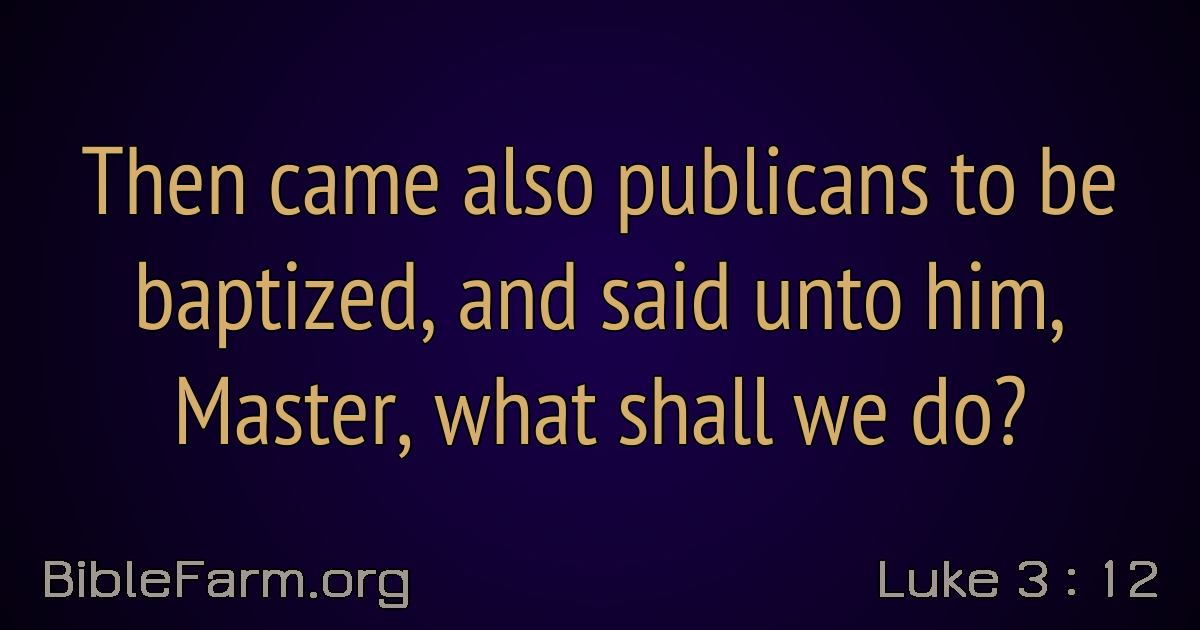 Then came also publicans to be
baptized, and said unto him,
Master, what shall we do?
BibleFarm.org
Luke 3 : 12